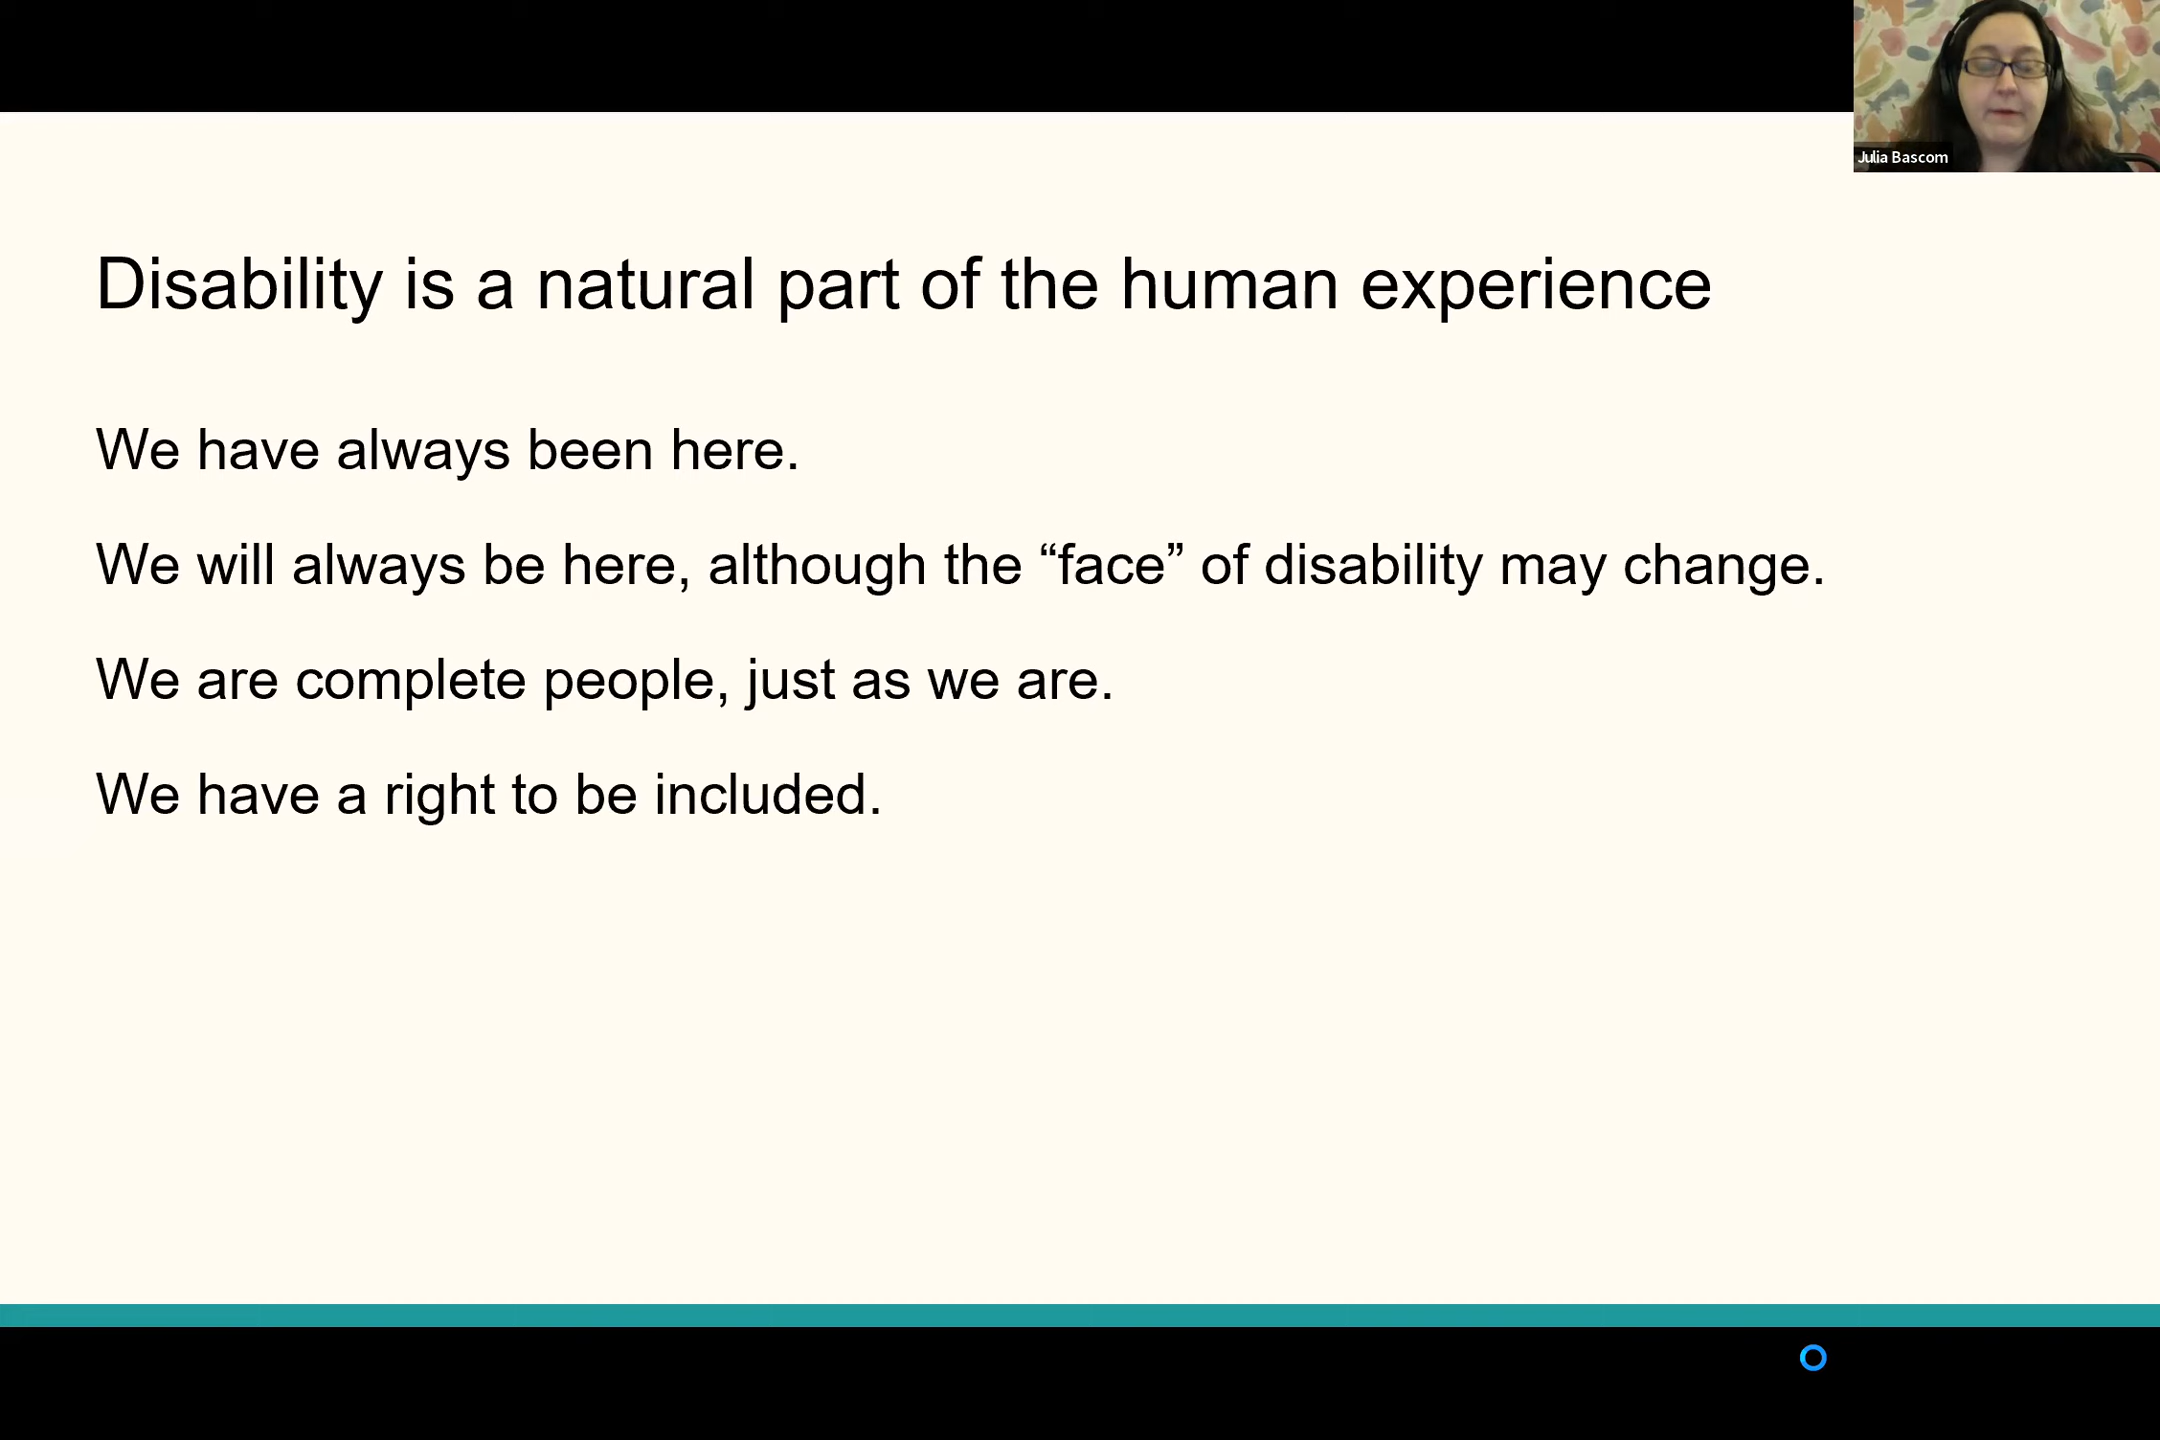 Julia Bascom
Disability is a natural part of the human experience
We have always been here.
We will always be here, although the “face” of disability may change.
We are complete people, just as we are.
We have a right to be included.